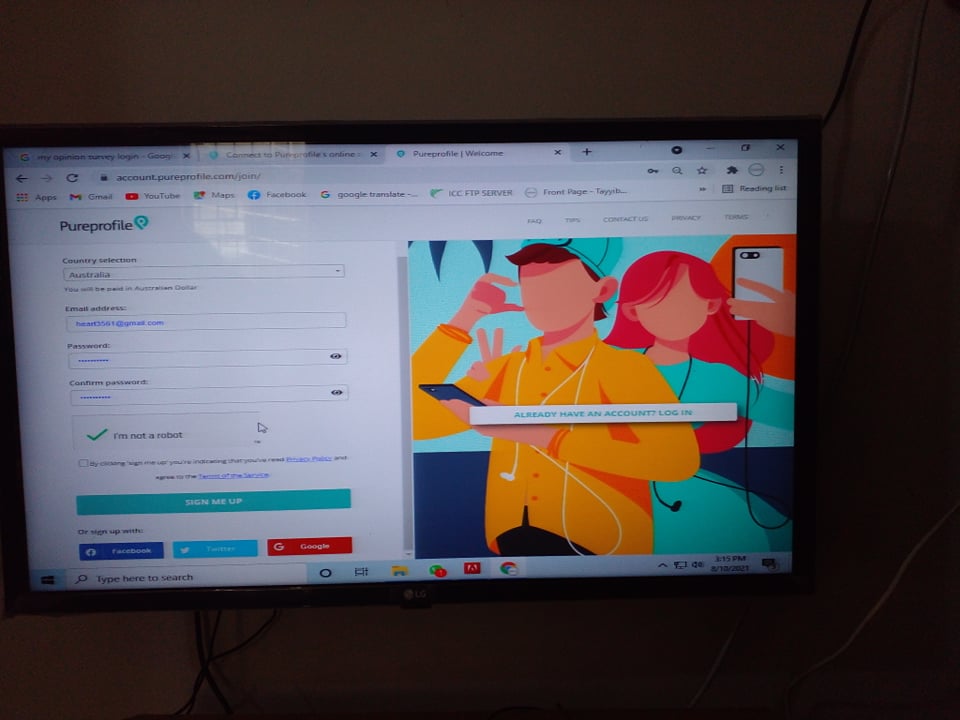 my opinion survey login - Googl
Connect to Pureprofile's online s
Pureprofile | Welcome
account.pureprofile.com/join/
Apps
Gmail
YouTube
Maps
Facebook
google translate -...
ICC FTP SERVER
Front Page - Tayyib...
»
Reading list
Pureprofile
FAQ
TIPS
CONTACT US
PRIVACY
TERMS
Country selection
Australia
You will be paid in Australian Dollar
Email address:
heart3561@gmail.com
Password:
Confirm password:
I'm not a robot
By clicking 'sign me up' you're indicating that you've read Privacy Policy and
agree to the Terms of the Service.
SIGN ME UP
Or sign up with:
Facebook
Twitter
Google
ALREADY HAVE AN ACCOUNT? LOG IN
Type here to search
3:15 PM
8/10/2021
LG